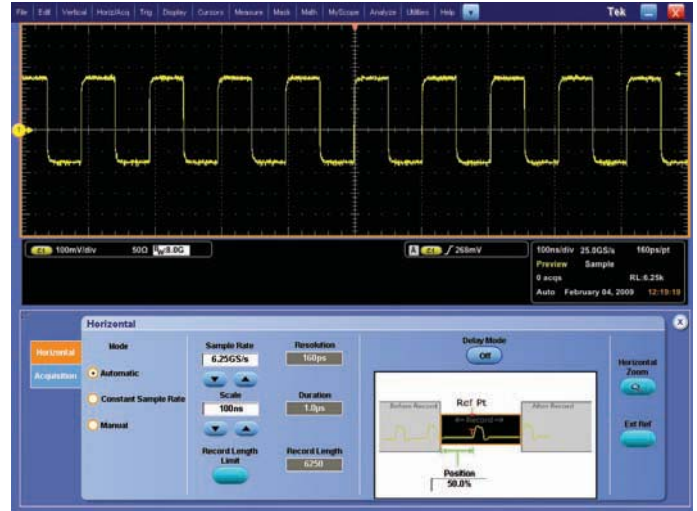 File Edit Vertical Horiz/Acq Trig Display Cursors Measure Mask Math MyScope Analyze Utilities Help Tek
1
C1 100mV/div 50Ω BW:8.0G
A C1 268mV
100ns/div 25.0GS/s 160ps/pt
Preview Sample
0 acqs RL:6.25k
Auto February 04, 2009 12:19:19
Horizontal
Horizontal
Acquisition
Mode
Automatic
Constant Sample Rate
Manual
Sample Rate
6.25GS/s
Scale
100ns
Record Length
Limit
Resolution
160ps
Duration
1.0µs
Record Length
6250
Delay Mode
Off
Before Record
Ref Pt
Record
After Record
Position
50.0%
Horizontal
Zoom
Ext Ref